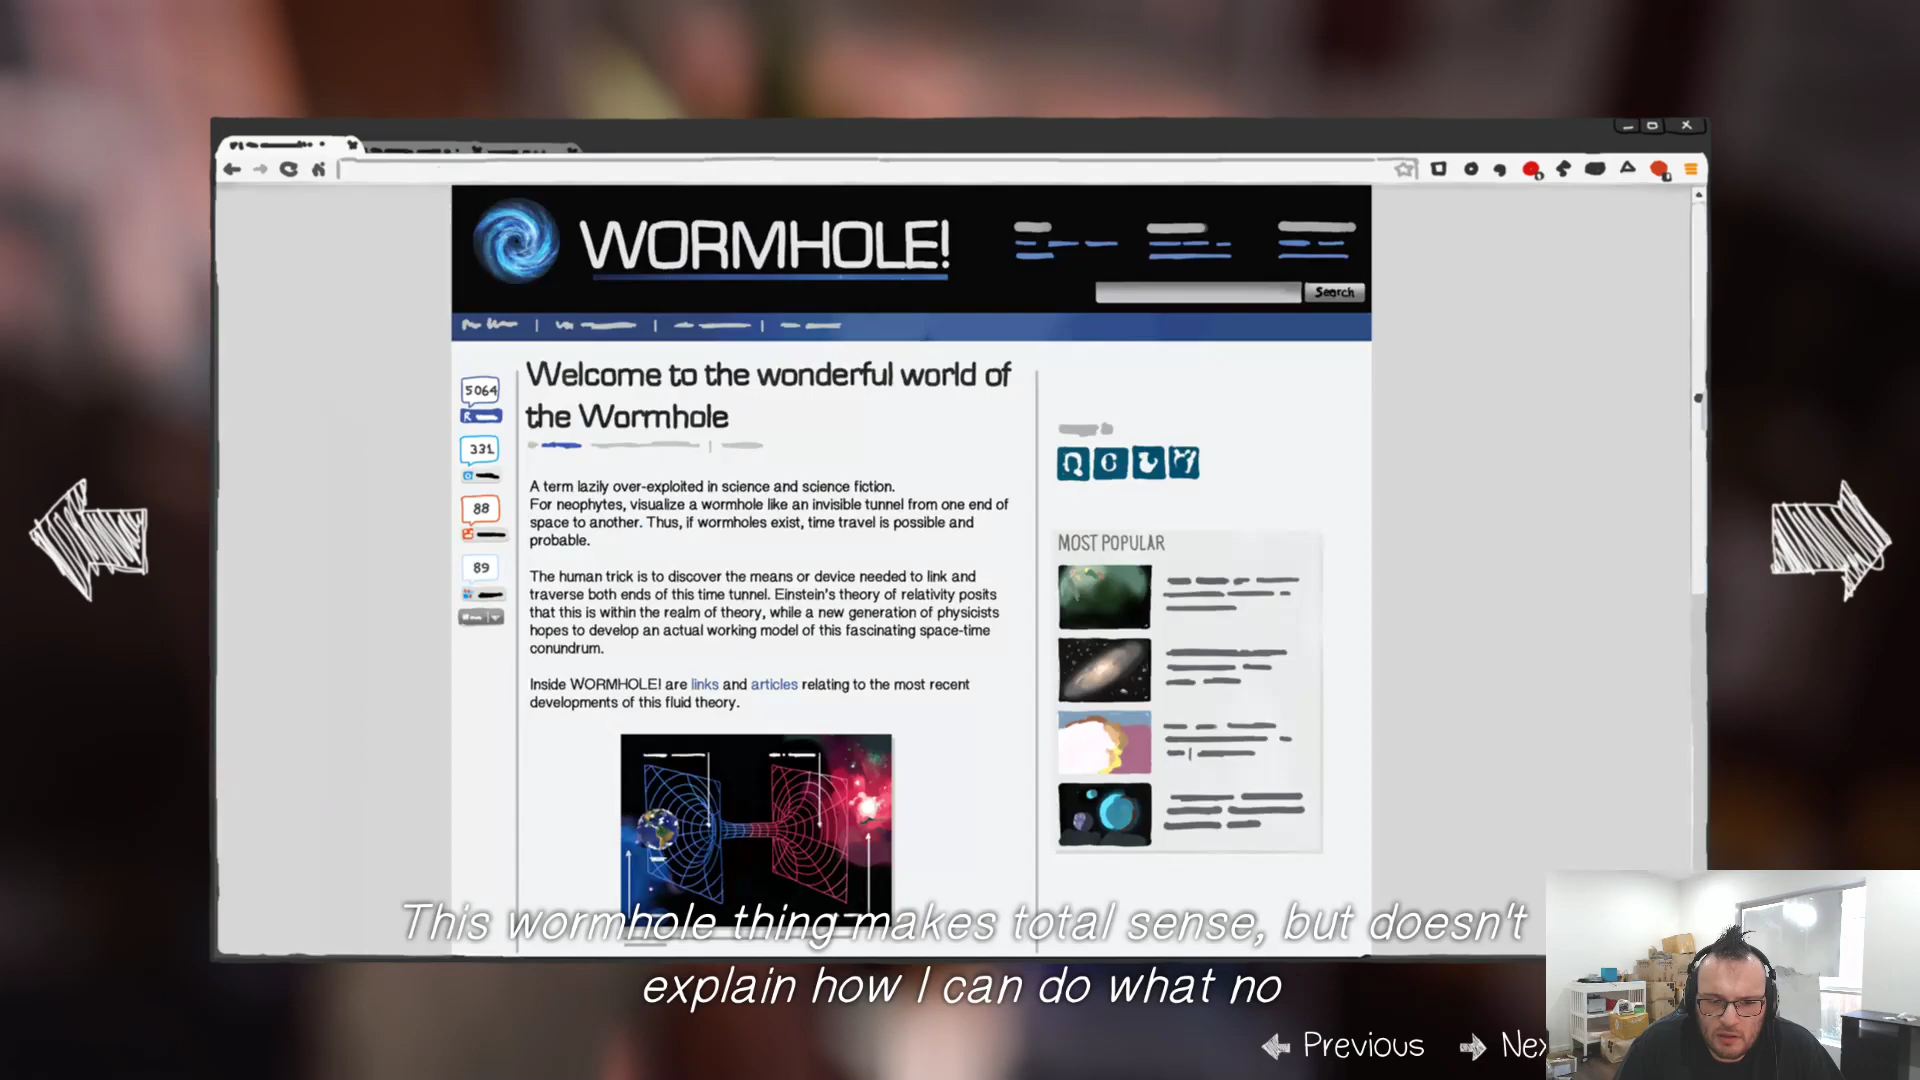 WORMHOLE!
Search
Welcome to the wonderful world of
the Wormhole
5064
R
331
88
89
A term lazily over-exploited in science and science fiction.
For neophytes, visualize a wormhole like an invisible tunnel from one end of
space to another. Thus, if wormholes exist, time travel is possible and
probable.
The human trick is to discover the means or device needed to link and
traverse both ends of this time tunnel. Einstein's theory of relativity posits
that this is within the realm of theory, while a new generation of physicists
hopes to develop an actual working model of this fascinating space-time
conundrum.
Inside WORMHOLE! are links and articles relating to the most recent
developments of this fluid theory.
MOST POPULAR
This wormhole thing makes total sense, but doesn't
explain how I can do what no
Previous
Nex